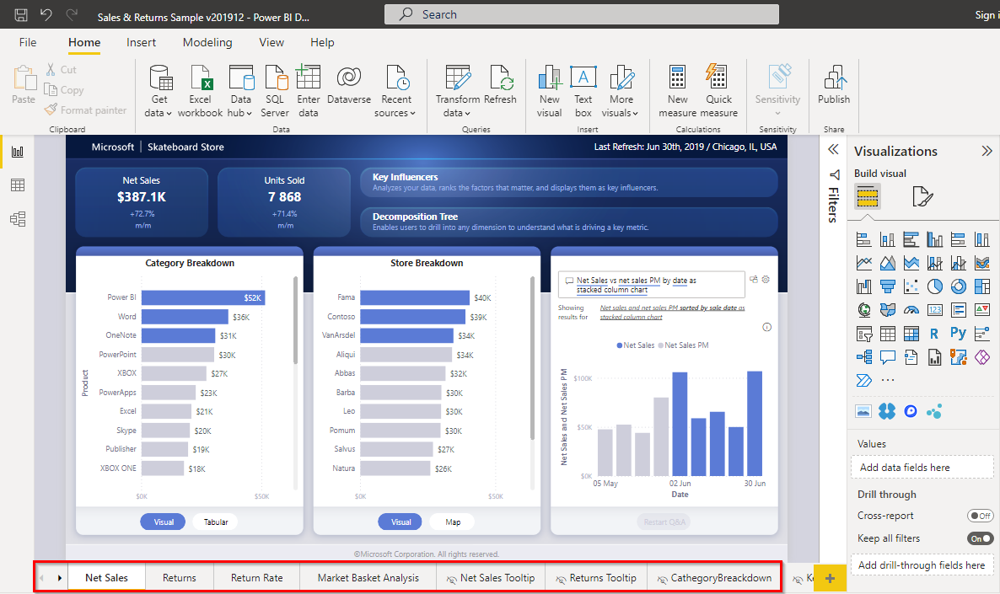 Sales & Returns Sample v201912 - Power BI D...
Search
Sign i
File
Home
Insert
Modeling
View
Help
Paste
Cut
Copy
Format painter
Clipboard
Get data
Excel workbook
Data hub
SQL Server
Enter data
Dataverse
Recent sources
Data
Transform data
Refresh
Queries
New visual
Text box
More visuals
Insert
New measure
Quick measure
Calculations
Sensitivity
Sensitivity
Publish
Share
Microsoft | Skateboard Store
Last Refresh: Jun 30th, 2019 / Chicago, IL, USA
Net Sales
$387.1K
+72.7%
m/m
Units Sold
7 868
+71.4%
m/m
Key Influencers
Analyzes your data, ranks the factors that matter, and displays them as key influencers.
Decomposition Tree
Enables users to drill into any dimension to understand what is driving a key metric.
Category Breakdown
Product
Power BI $52K
Word $36K
OneNote $31K
PowerPoint $30K
XBOX $27K
PowerApps $23K
Excel $21K
Skype $20K
Publisher $19K
XBOX ONE $18K
$0K $50K
Visual
Tabular
Store Breakdown
Fama $40K
Contoso $39K
VanArsdel $34K
Aliqui $34K
Abbas $32K
Barba $30K
Leo $30K
Pomum $30K
Salvus $27K
Natura $26K
$0K $50K
Visual
Map
Net Sales vs net sales PM by date as
stacked column chart
Showing results for
Net sales and net sales PM sorted by sale date as
stacked column chart
Net Sales
Net Sales PM
Net Sales and Net Sales PM
$100K
$50K
$0K
05 May
02 Jun
30 Jun
Date
Restart Q&A
©Microsoft Corporation. All rights reserved.
Filters
Visualizations
Build visual
123
R
Py
...
Values
Add data fields here
Drill through
Cross-report
Off
Keep all filters
On
Add drill-through fields here
Net Sales
Returns
Return Rate
Market Basket Analysis
Net Sales Tooltip
Returns Tooltip
CathegoryBreackdown
+